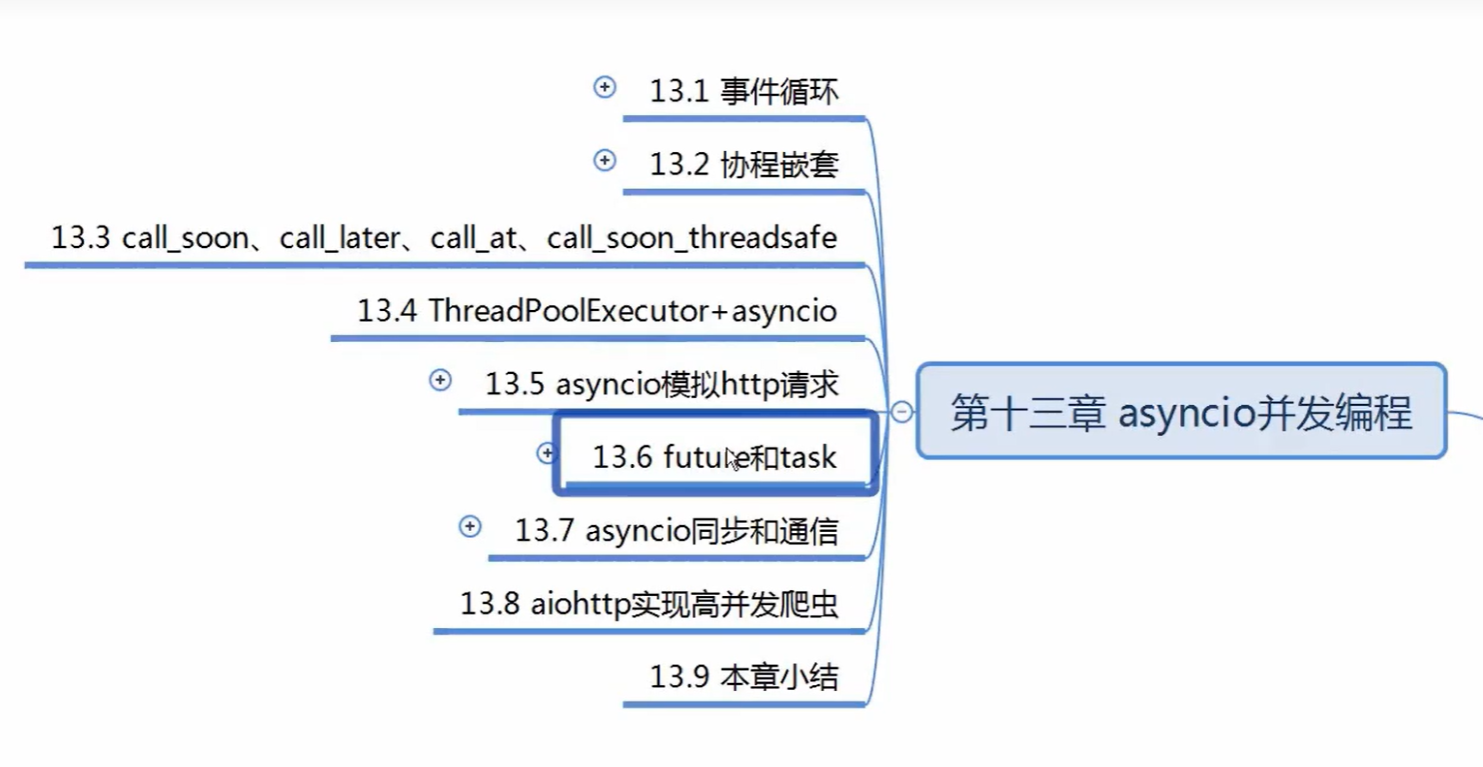 13.1 事件循环
13.2 协程嵌套
13.3 call_soon、call_later、call_at、call_soon_threadsafe
13.4 ThreadPoolExecutor+asyncio
13.5 asyncio模拟http请求
第十三章 asyncio并发编程
13.6 future和task
13.7 asyncio同步和通信
13.8 aiohttp实现高并发爬虫
13.9 本章小结